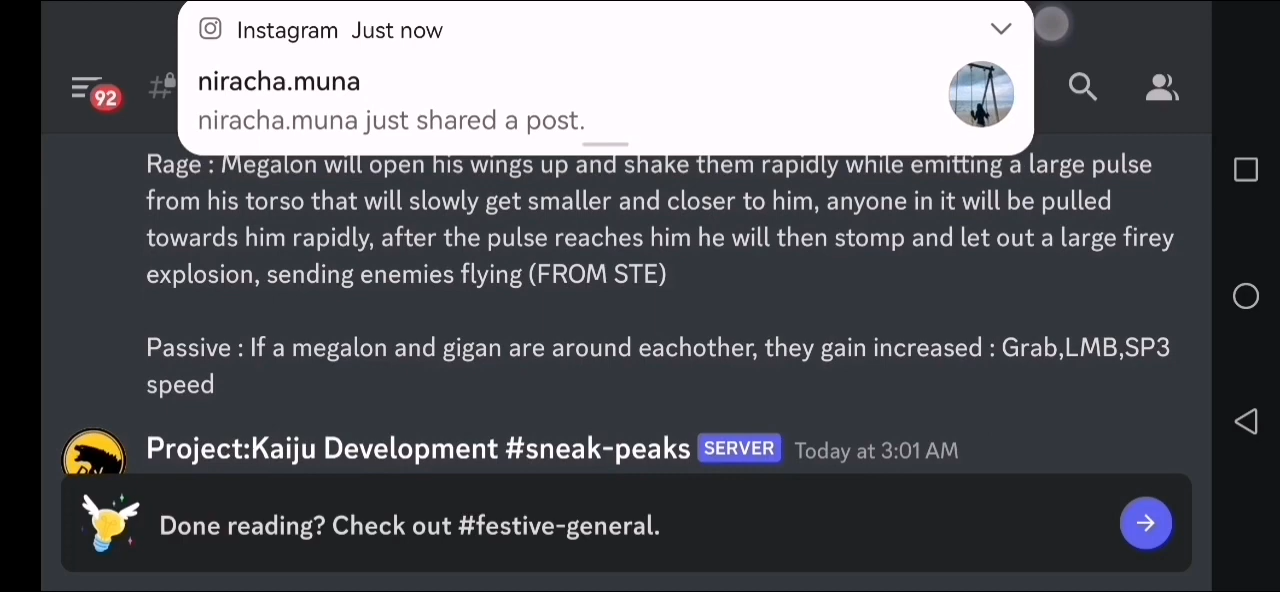 Instagram Just now
niracha.muna
niracha.muna just shared a post.
92
#
Rage : Megalon will open his wings up and shake them rapidly while emitting a large pulse
from his torso that will slowly get smaller and closer to him, anyone in it will be pulled
towards him rapidly, after the pulse reaches him he will then stomp and let out a large firey
explosion, sending enemies flying (FROM STE)
Passive : If a megalon and gigan are around eachother, they gain increased : Grab,LMB,SP3
speed
Project:Kaiju Development #sneak-peaks SERVER Today at 3:01 AM
Done reading? Check out #festive-general.